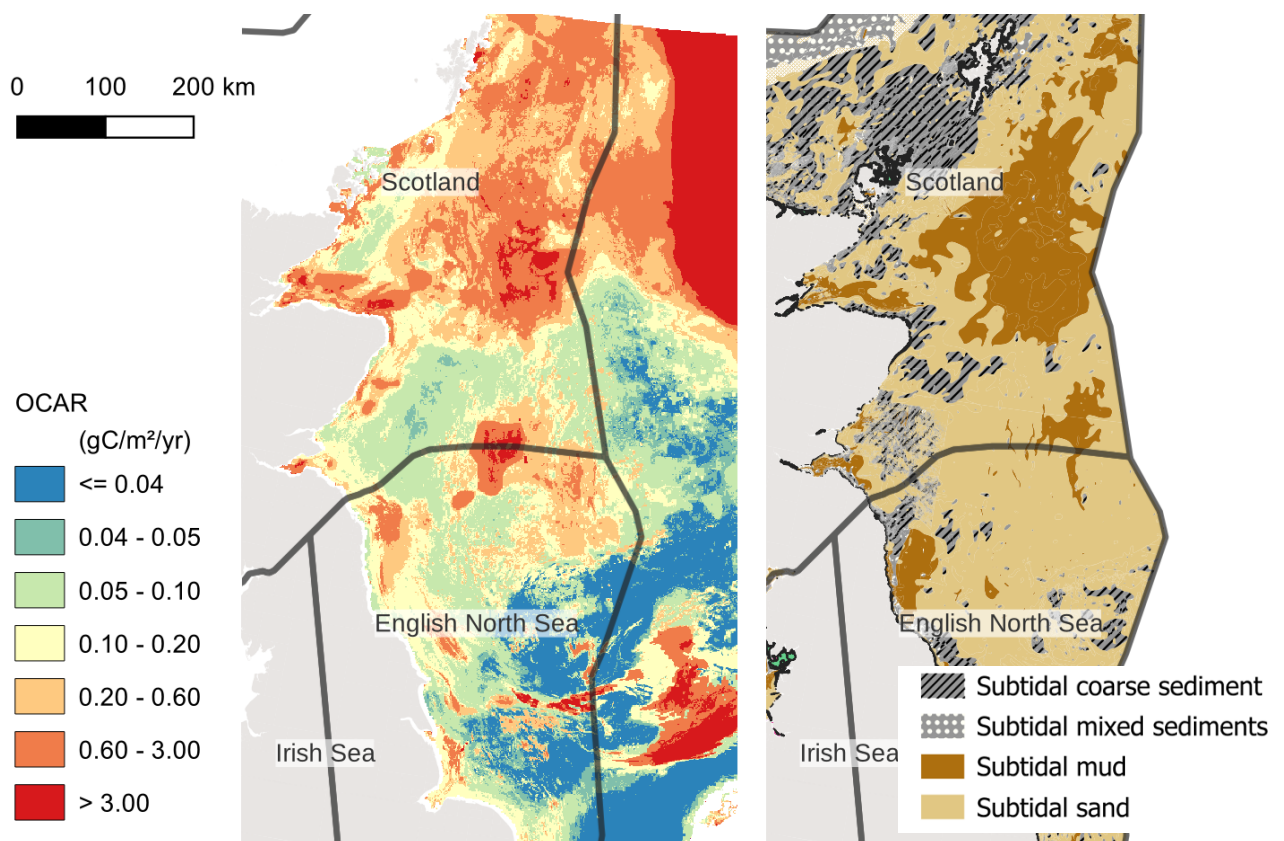 0 100 200 km
OCAR
(gC/m²/yr)
<= 0.04
0.04 - 0.05
0.05 - 0.10
0.10 - 0.20
0.20 - 0.60
0.60 - 3.00
> 3.00
Scotland
English North Sea
Irish Sea
Scotland
English North Sea
Irish Sea
Subtidal coarse sediment
Subtidal mixed sediments
Subtidal mud
Subtidal sand